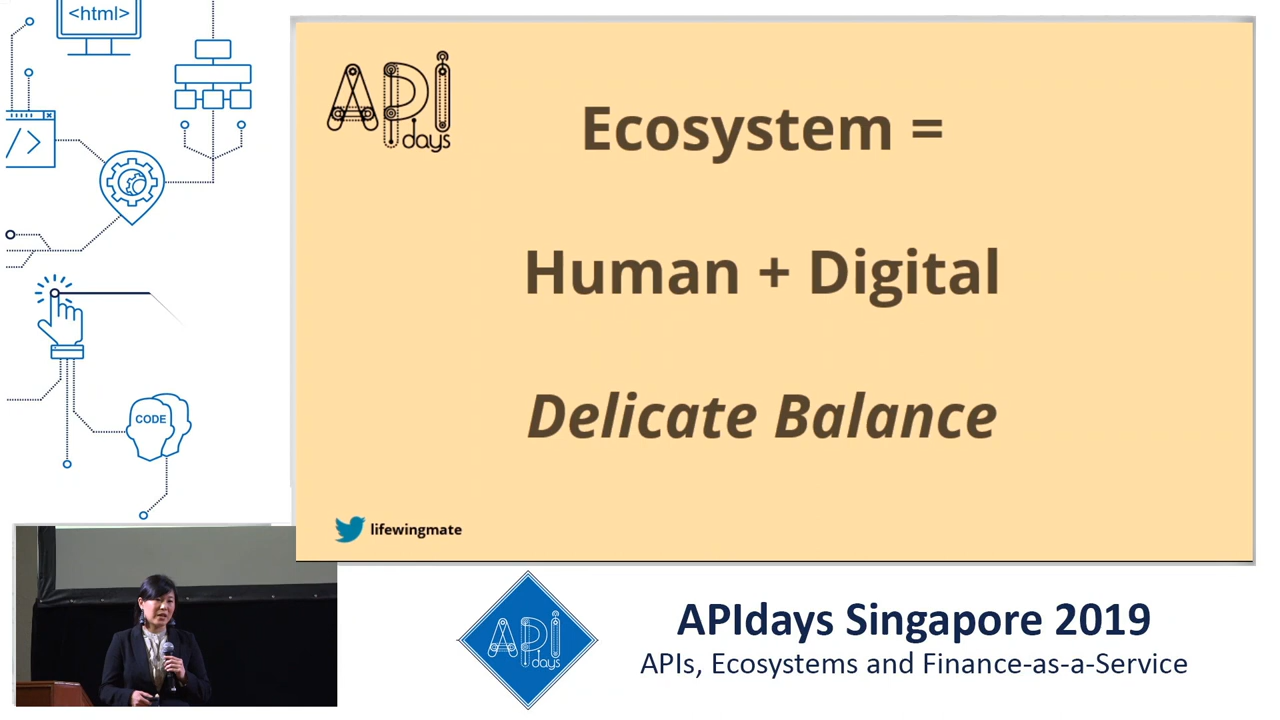 <html>
</>
CODE
API
days
Ecosystem =
Human + Digital
Delicate Balance
lifewingmate
API
days
APIdays Singapore 2019
APIs, Ecosystems and Finance-as-a-Service